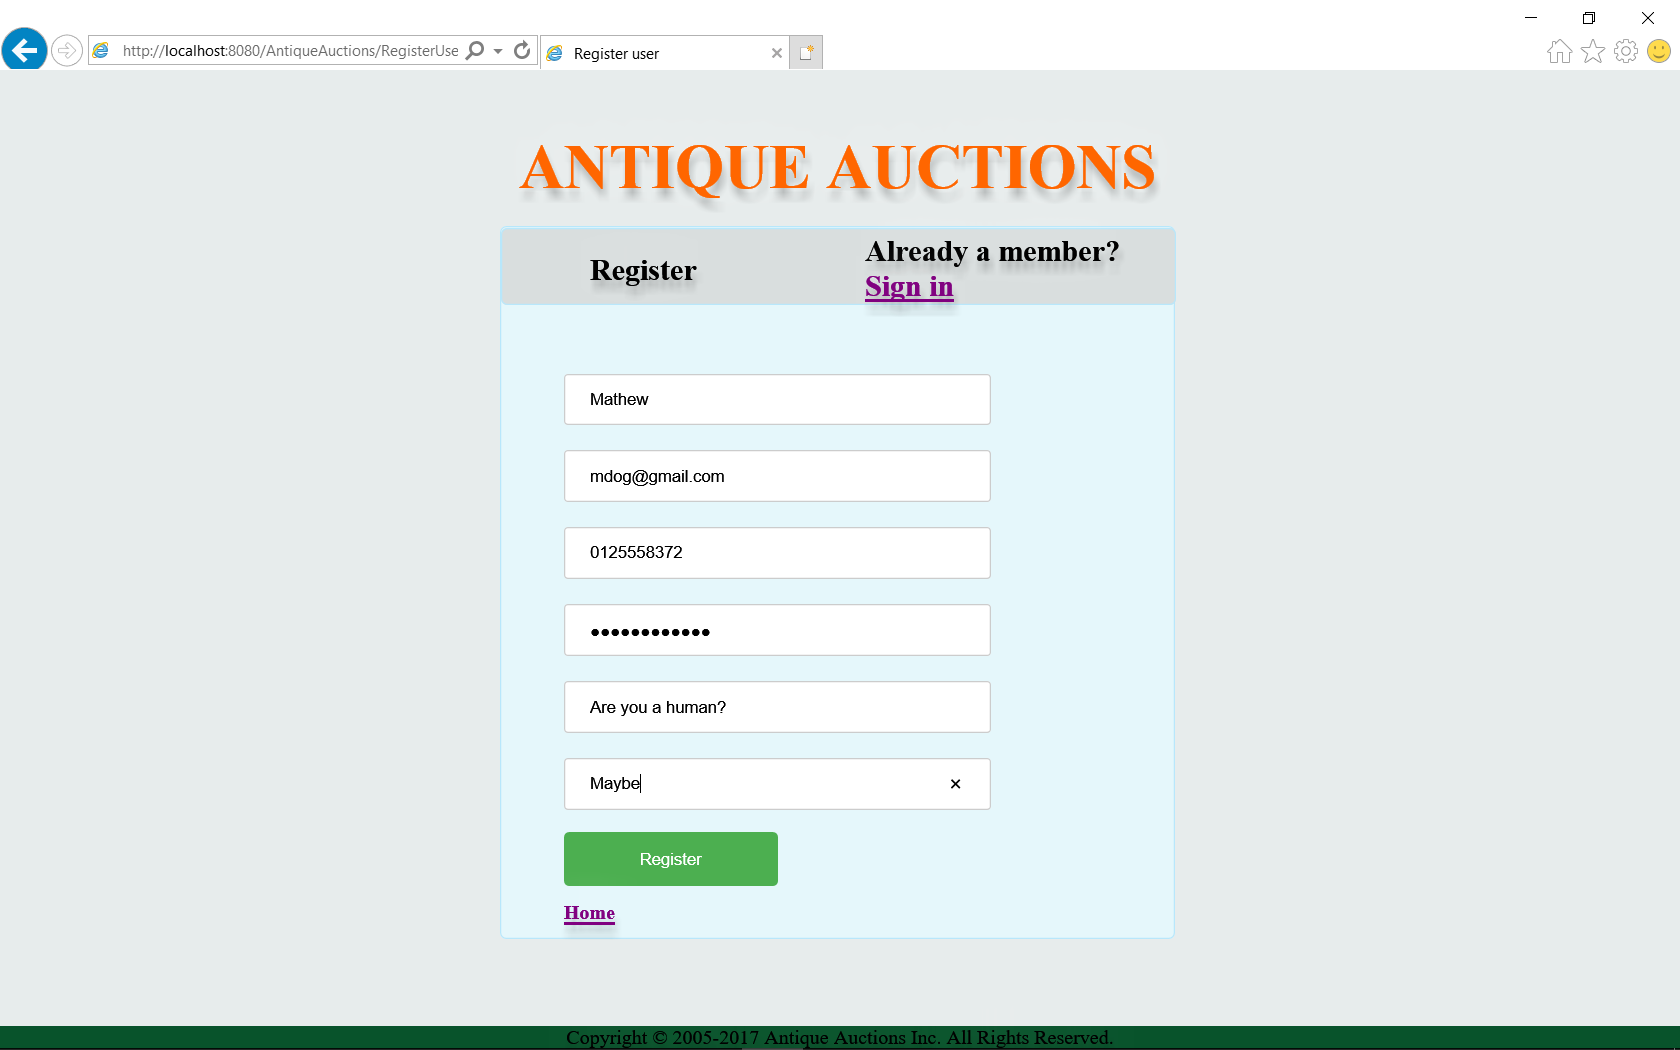 http://localhost:8080/AntiqueAuctions/RegisterUse
Register user
ANTIQUE AUCTIONS
Register
Already a member?
Sign in
Mathew
mdog@gmail.com
0125558372
••••••••••••
Are you a human?
Maybe
Register
Home
Copyright © 2005-2017 Antique Auctions Inc. All Rights Reserved.